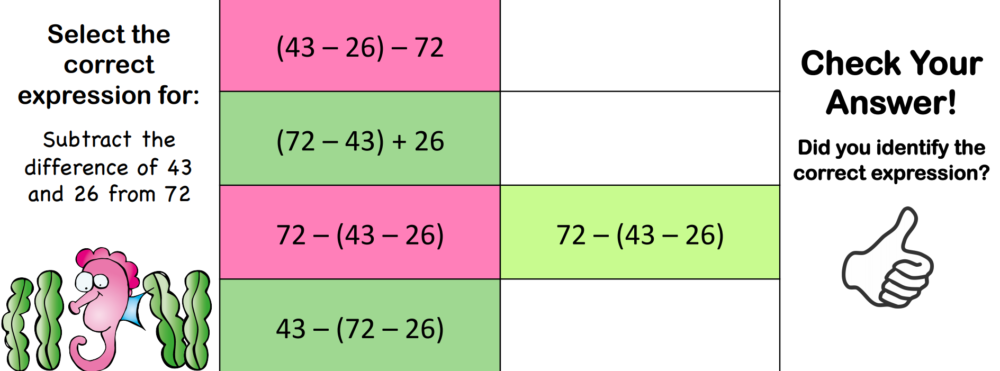 Select the
correct
expression for:
Subtract the
difference of 43
and 26 from 72
(43 – 26) – 72
(72 – 43) + 26
72 – (43 – 26)
72 – (43 – 26)
43 – (72 – 26)
Check Your
Answer!
Did you identify the
correct expression?